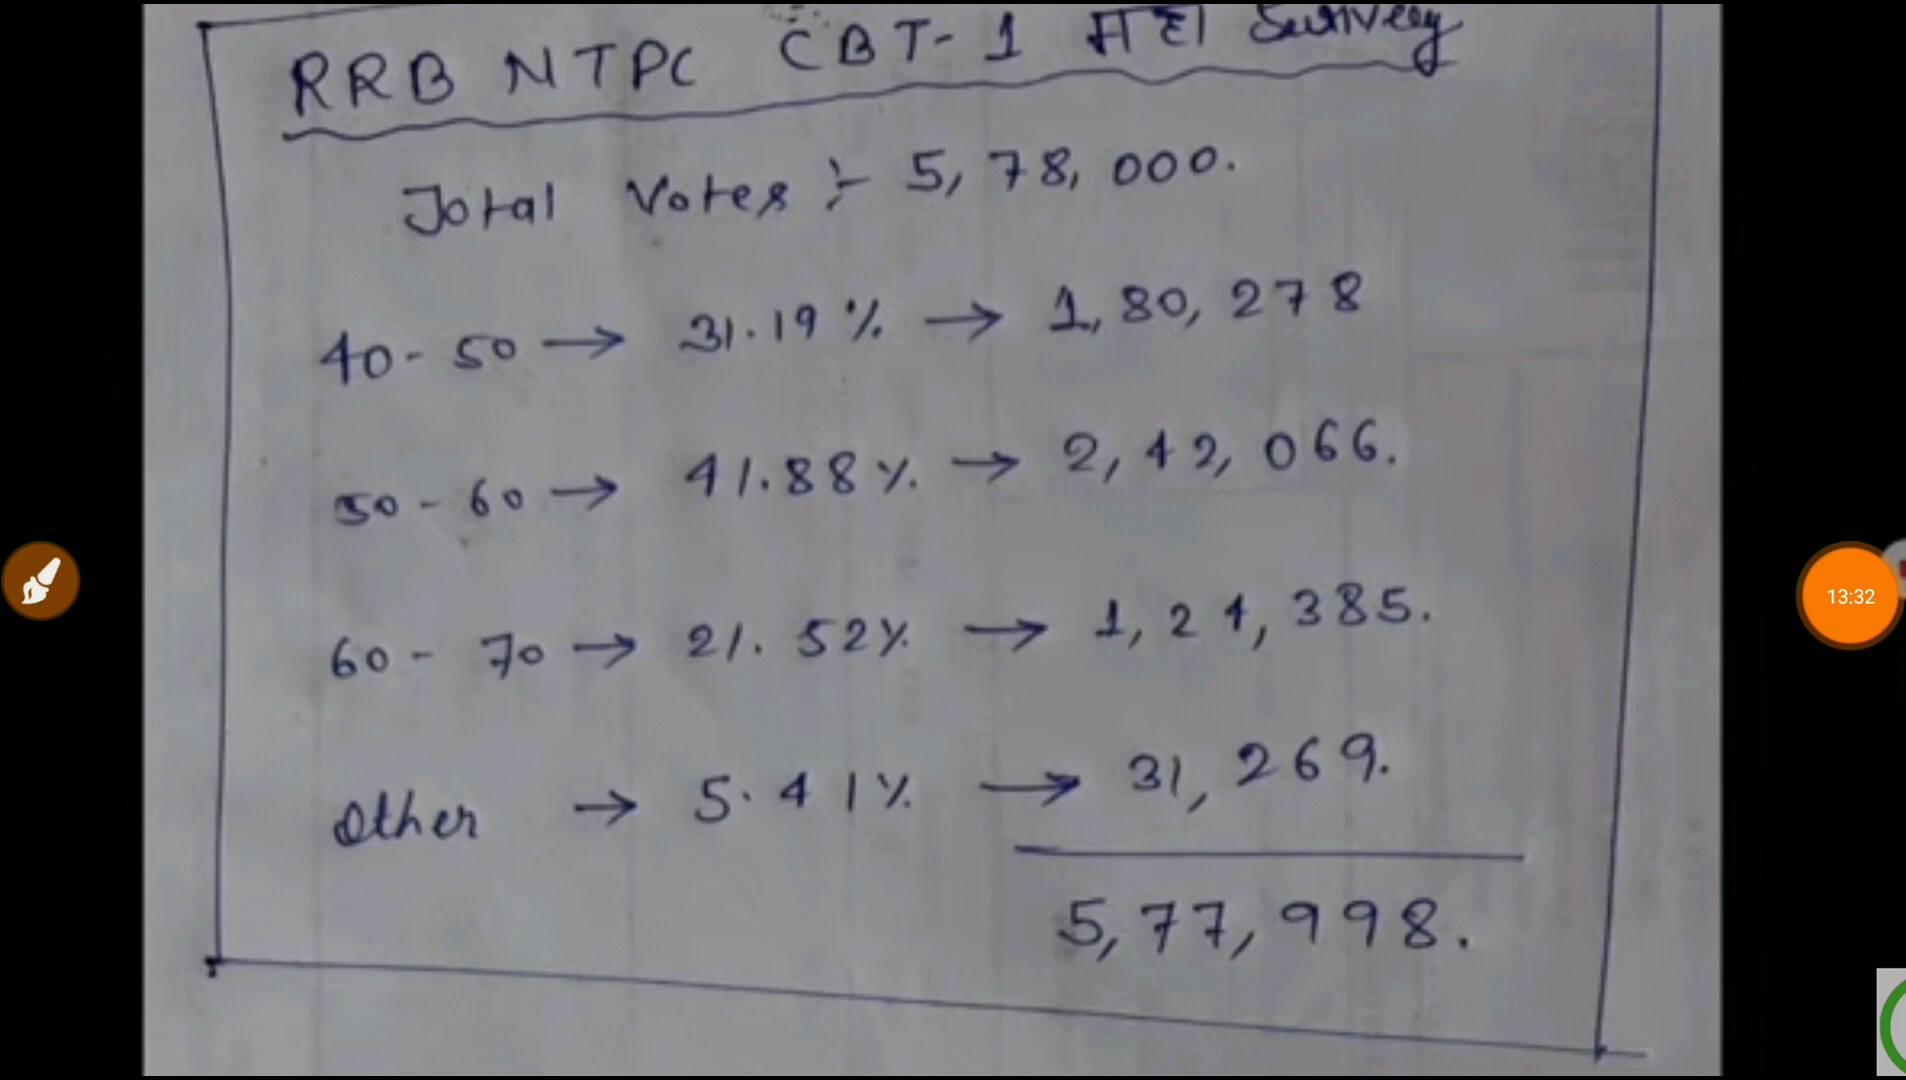 RRB NTPC CBT-1 महा Survey
Total Votes :- 5,78,000.
40-50 → 31.19% → 1,80,278
50-60 → 41.88% → 2,42,066.
60-70 → 21.52% → 1,24,385.
Other → 5.41% → 31,269.
5,77,998.
13:32